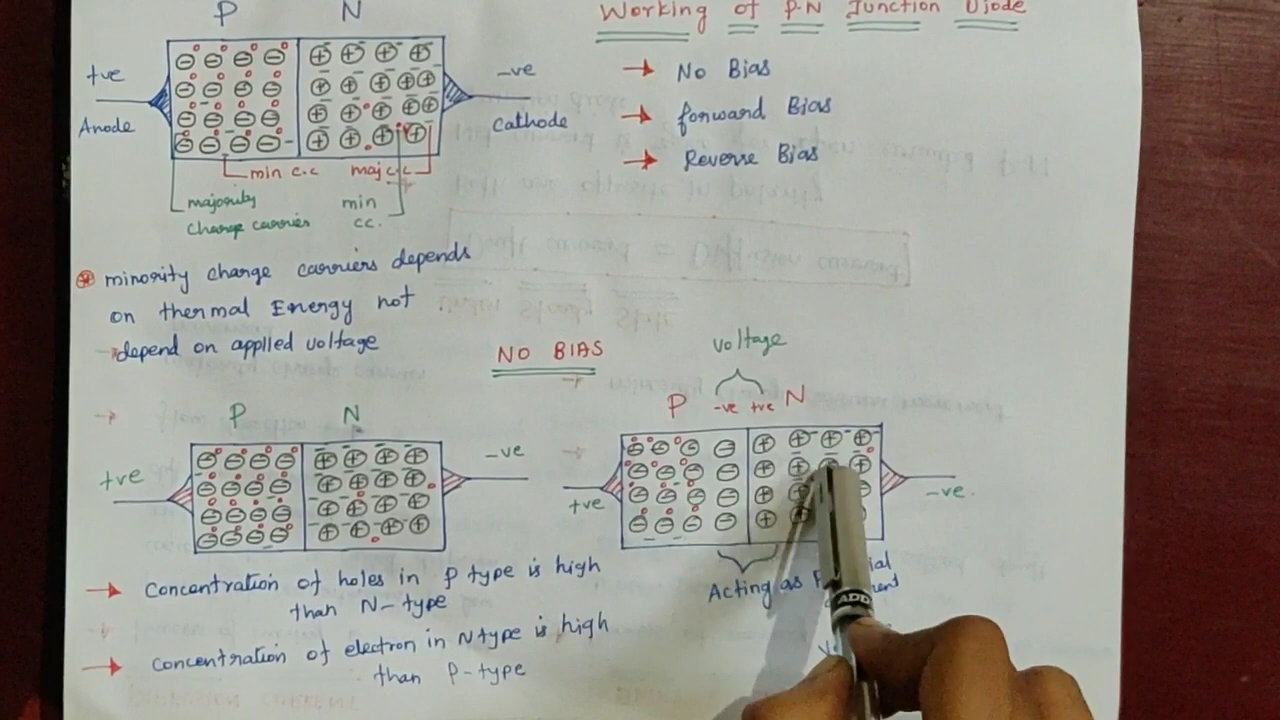 P N
Working of P-N Junction Diode
+ve
Anode
-ve
Cathode
→ No Bias
→ forward Bias
→ Reverse Bias
min c.c maj c.c
majority
charge carrier
min
cc.
minority charge carriers depends
on thermal Energy not
depend on applied voltage
NO BIAS
voltage
P N
+ve
-ve
P -ve +ve N
+ve
-ve.
→ Concentration of holes in P type is high
than N-type
→ concentration of electron in N type is high
than P-type
Acting as